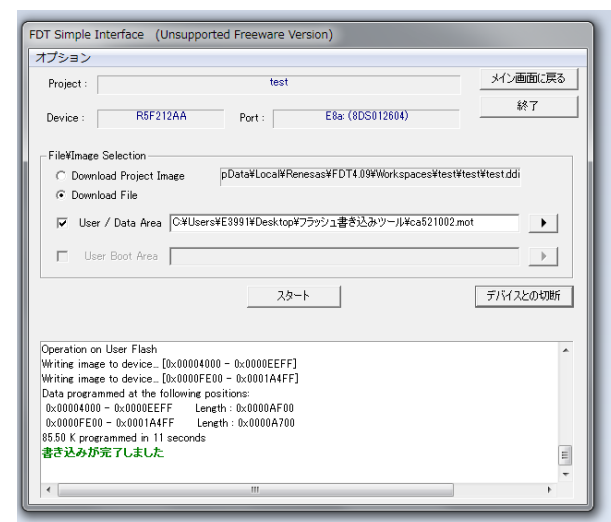 FDT Simple Interface (Unsupported Freeware Version)
オプション
Project : test
メイン画面に戻る
Device : R5F212AA Port : E8a: (8DS012604)
終了
File¥Image Selection
Download Project Image pData¥Local¥Renesas¥FDT4.09¥Workspaces¥test¥test¥test.ddi
Download File
User / Data Area C:¥Users¥E3991¥Desktop¥フラッシュ書き込みツール¥ca521002.mot
User Boot Area
スタート
デバイスとの切断
Operation on User Flash
Writing image to device... [0x00004000 - 0x0000EEFF]
Writing image to device... [0x0000FE00 - 0x0001A4FF]
Data programmed at the following positions:
0x00004000 - 0x0000EEFF Length : 0x0000AF00
0x0000FE00 - 0x0001A4FF Length : 0x0000A700
85.50 K programmed in 11 seconds
書き込みが完了しました